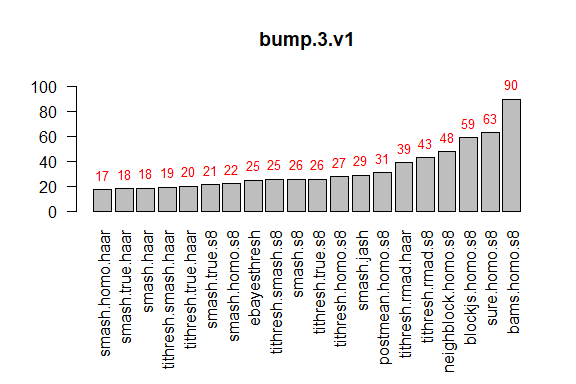 bump.3.v1
100
80
60
40
20
0
17
18
18
19
20
21
22
25
25
26
26
27
29
31
39
43
48
59
63
90
smash.homo.haar
smash.true.haar
smash.haar
tithresh.smash.haar
tithresh.true.haar
smash.true.s8
smash.homo.s8
ebayesthresh
tithresh.smash.s8
smash.s8
tithresh.true.s8
tithresh.homo.s8
smash.jash
postmean.homo.s8
tithresh.rmad.haar
tithresh.rmad.s8
neighblock.homo.s8
blockjs.homo.s8
sure.homo.s8
bams.homo.s8